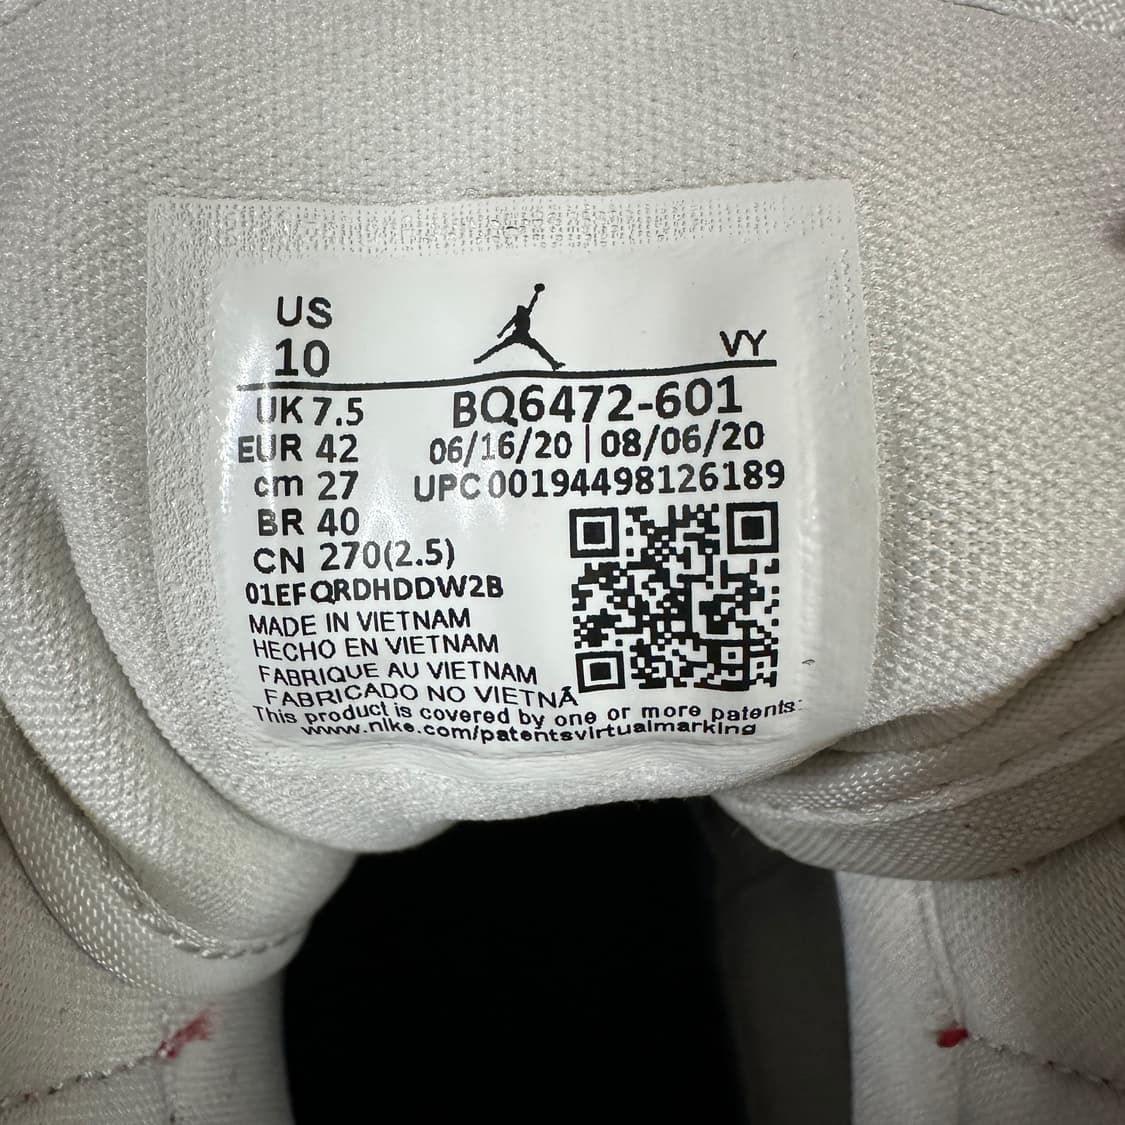 US
10
VY
UK 7.5
BQ6472-601
EUR 42
06/16/20 | 08/06/20
cm 27
UPC 00194498126189
BR 40
CN 270(2.5)
01EFQRDHDDW2B
MADE IN VIETNAM
HECHO EN VIETNAM
FABRIQUE AU VIETNAM
FABRICADO NO VIETNÃ
This product is covered by one or more patents:
www.nike.com/patentsvirtualmarking